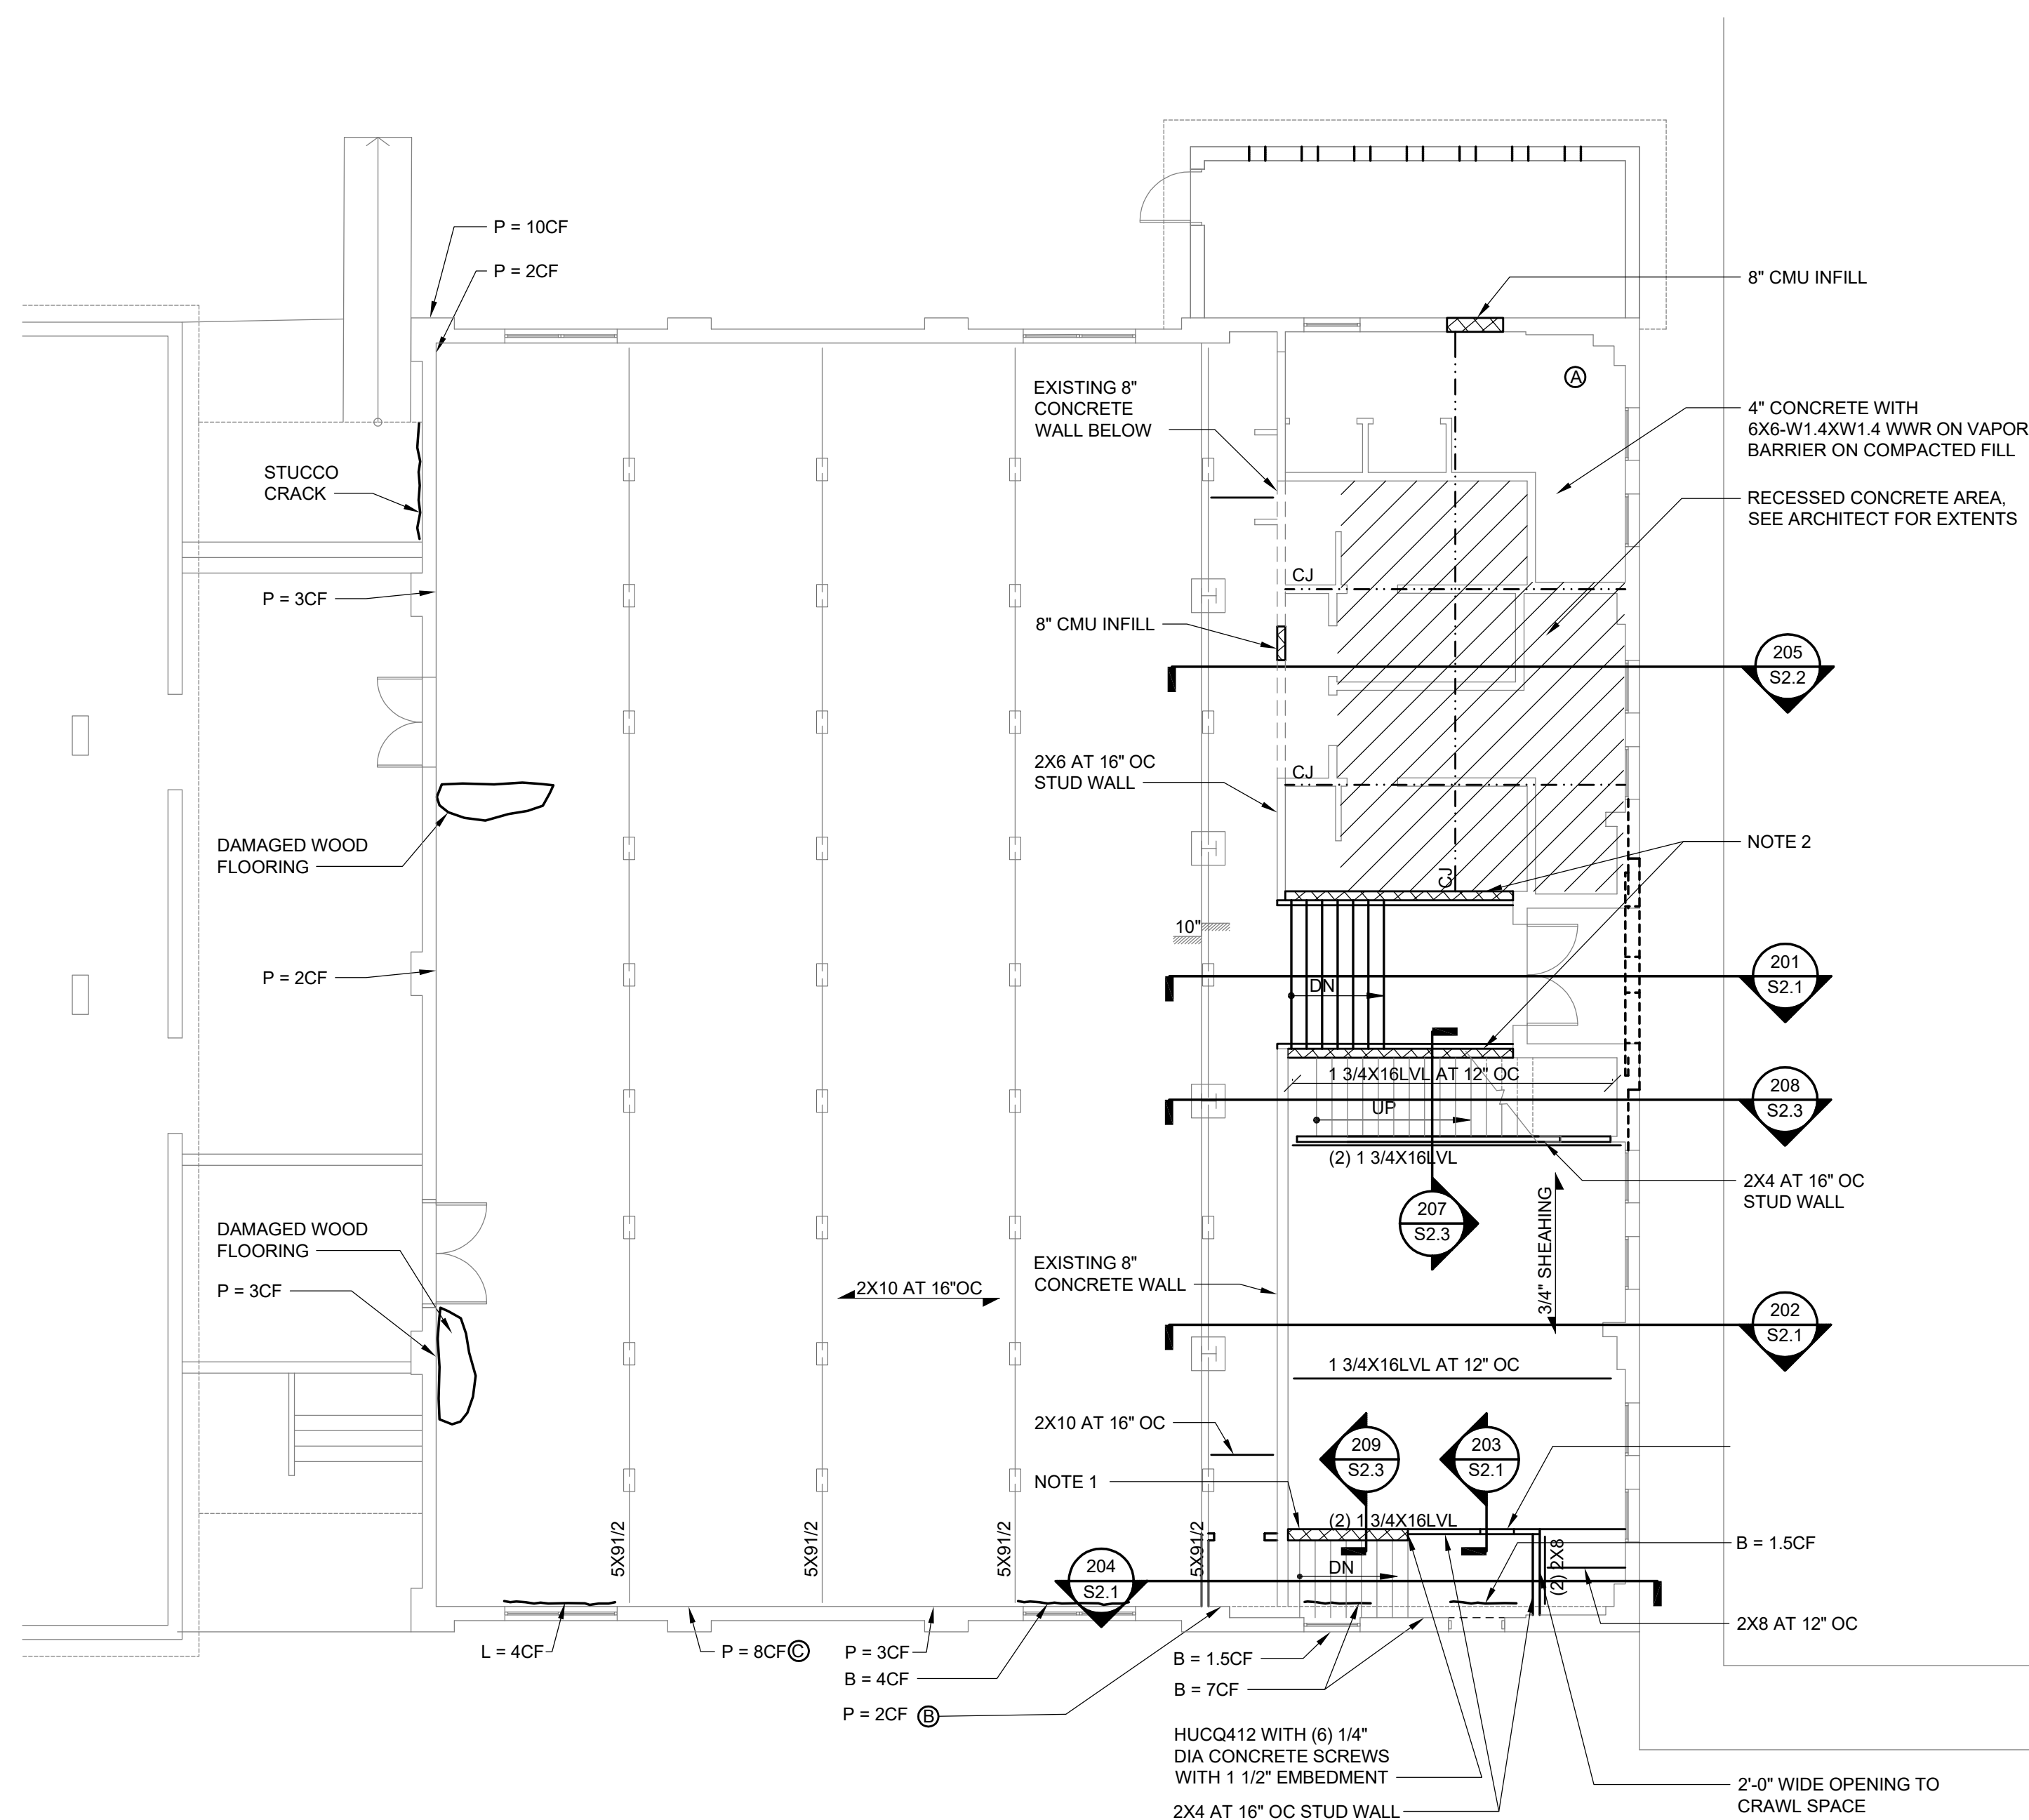 P = 10CF
P = 2CF
8" CMU INFILL
EXISTING 8"
CONCRETE
WALL BELOW
A
4" CONCRETE WITH
6X6-W1.4XW1.4 WWR ON VAPOR
BARRIER ON COMPACTED FILL
STUCCO
CRACK
RECESSED CONCRETE AREA,
SEE ARCHITECT FOR EXTENTS
CJ
P = 3CF
8" CMU INFILL
205
S2.2
2X6 AT 16" OC
STUD WALL
CJ
DAMAGED WOOD
FLOORING
NOTE 2
CJ
10"
P = 2CF
DN
201
S2.1
1 3/4X16LVL AT 12" OC
UP
208
S2.3
(2) 1 3/4X16LVL
2X4 AT 16" OC
STUD WALL
207
S2.3
3/4" SHEAHING
DAMAGED WOOD
FLOORING
P = 3CF
2X10 AT 16"OC
EXISTING 8"
CONCRETE WALL
202
S2.1
1 3/4X16LVL AT 12" OC
2X10 AT 16" OC
209
S2.3
203
S2.1
NOTE 1
(2) 1 3/4X16LVL
5X91/2
5X91/2
5X91/2
5X91/2
B = 1.5CF
DN
(2) 2X8
204
S2.1
2X8 AT 12" OC
L = 4CF
P = 8CF C
P = 3CF
B = 4CF
P = 2CF B
B = 1.5CF
B = 7CF
HUCQ412 WITH (6) 1/4"
DIA CONCRETE SCREWS
WITH 1 1/2" EMBEDMENT
2X4 AT 16" OC STUD WALL
2'-0" WIDE OPENING TO
CRAWL SPACE